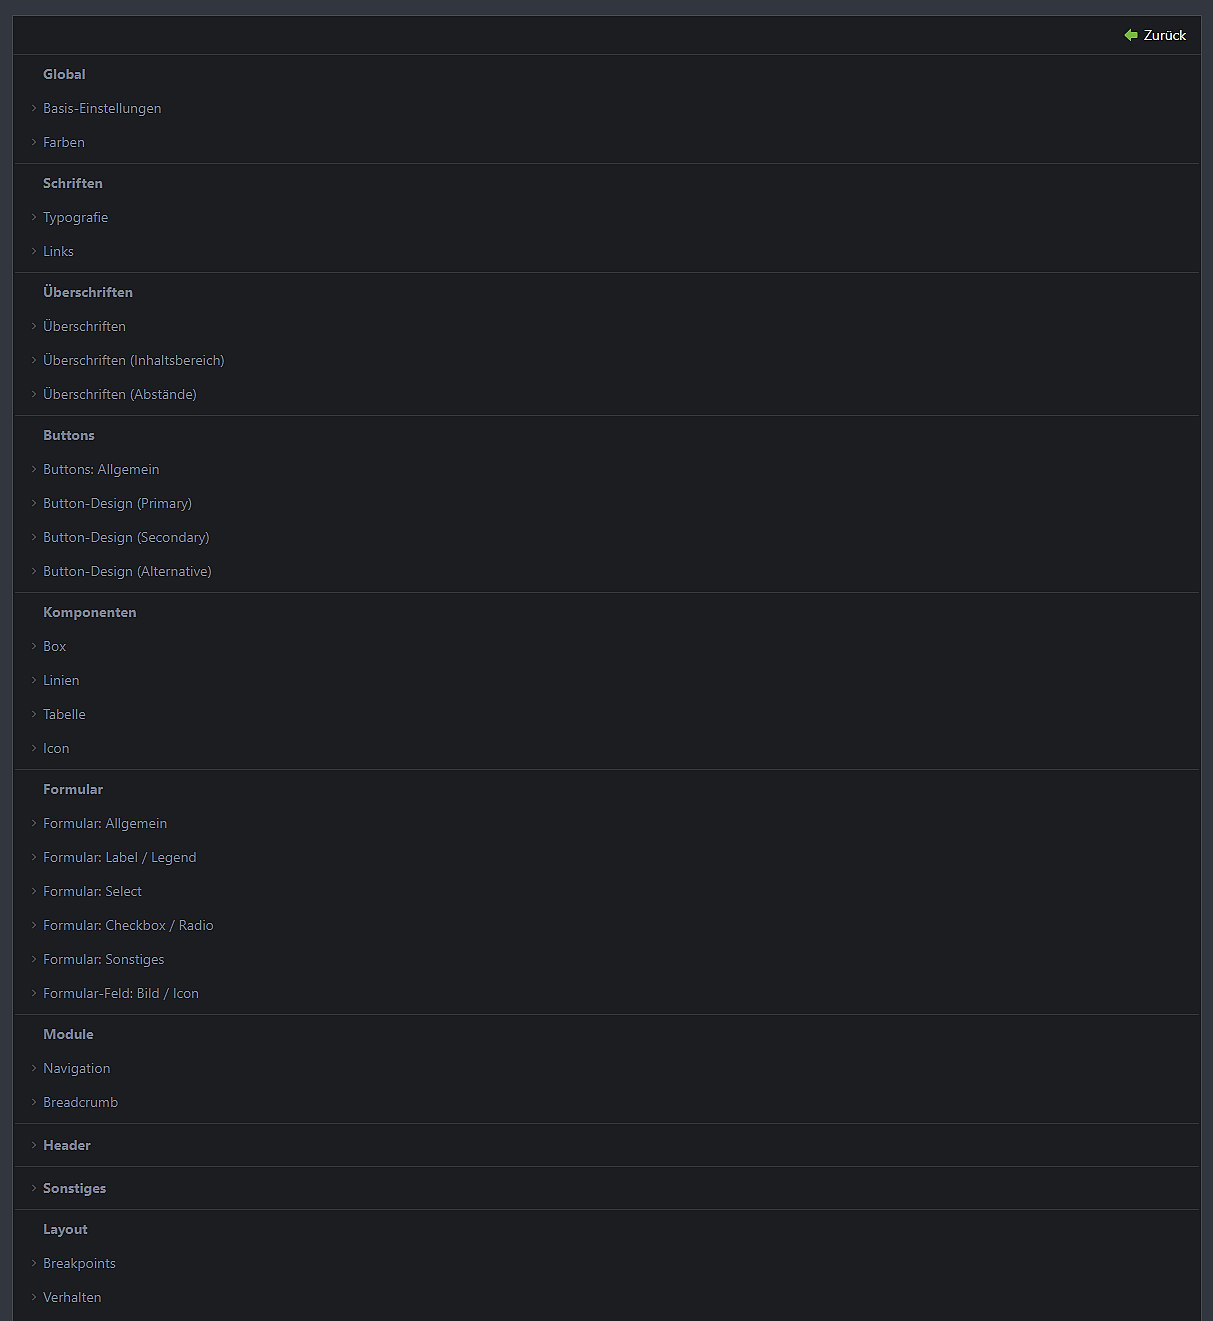 Zurück
Global
Basis-Einstellungen
Farben
Schriften
Typografie
Links
Überschriften
Überschriften
Überschriften (Inhaltsbereich)
Überschriften (Abstände)
Buttons
Buttons: Allgemein
Button-Design (Primary)
Button-Design (Secondary)
Button-Design (Alternative)
Komponenten
Box
Linien
Tabelle
Icon
Formular
Formular: Allgemein
Formular: Label / Legend
Formular: Select
Formular: Checkbox / Radio
Formular: Sonstiges
Formular-Feld: Bild / Icon
Module
Navigation
Breadcrumb
Header
Sonstiges
Layout
Breakpoints
Verhalten